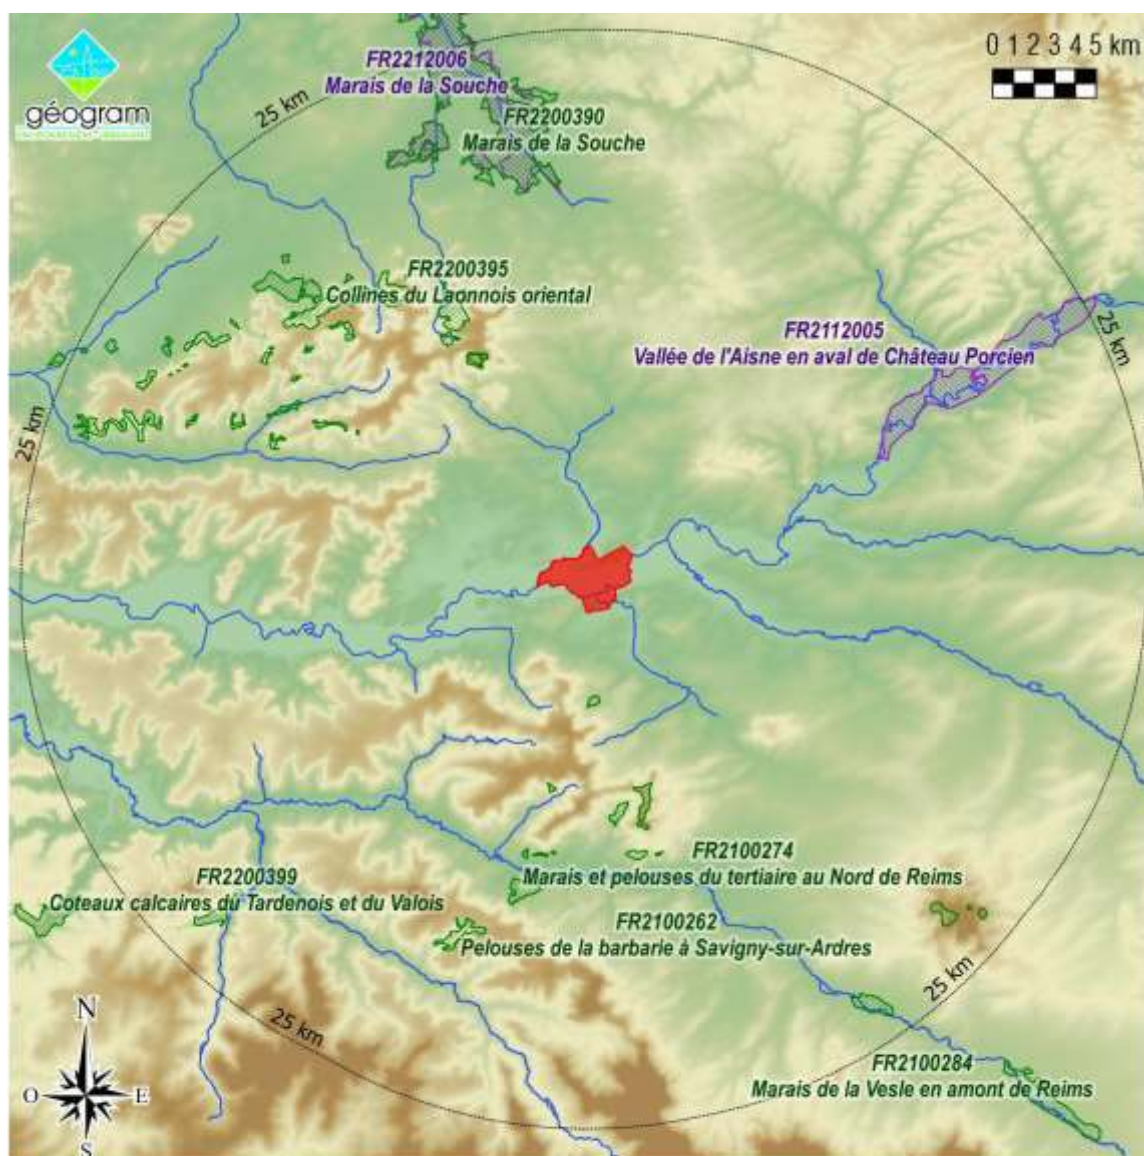 FR2212006
Marais de la Souche
0 1 2 3 4 5 km
géogram
25 km
FR2200390
Marais de la Souche
FR2200395
Collines du Laonnois oriental
FR2112005
Vallée de l'Aisne en aval de Château Porcien
25 km
25 km
FR2100274
Marais et pelouses du tertiaire au Nord de Reims
FR2200399
Coteaux calcaires du Tardenois et du Valois
FR2100262
Pelouses de la barbarie à Savigny-sur-Ardres
25 km
25 km
N
O
E
S
FR2100284
Marais de la Vesle en amont de Reims